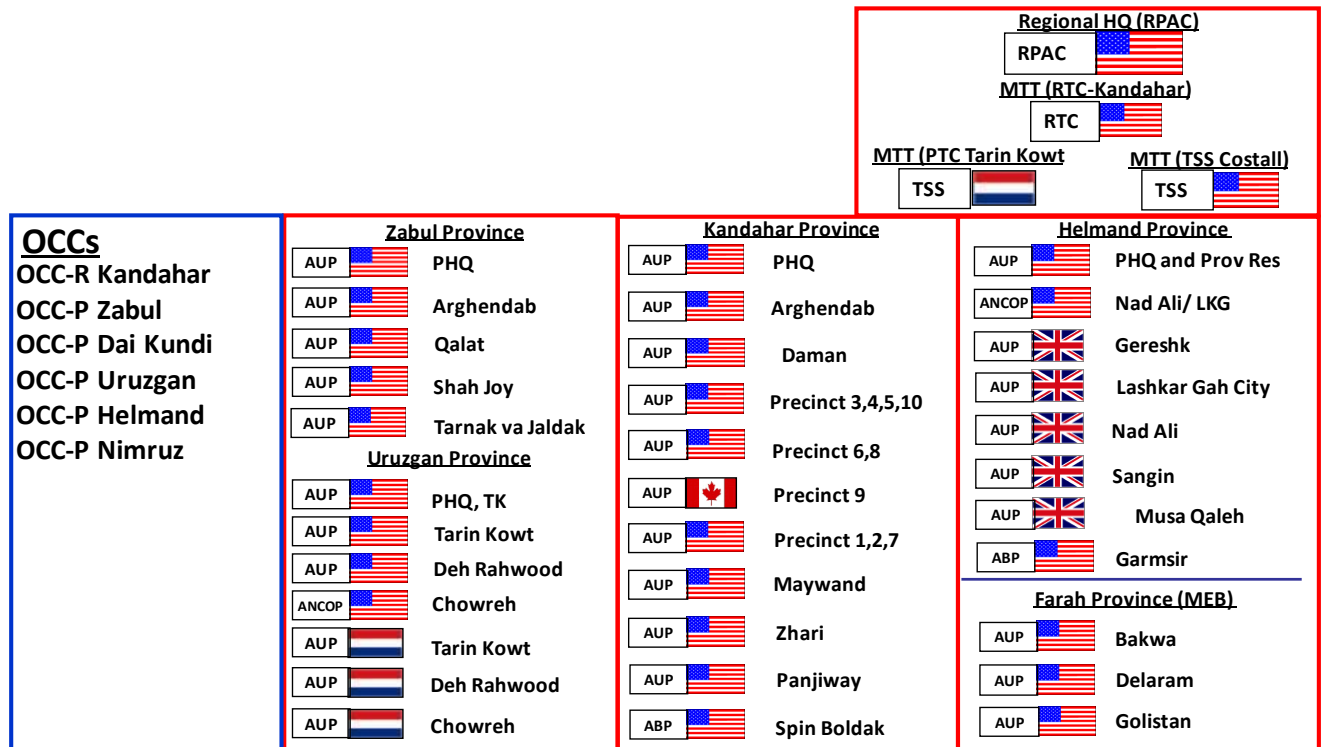 Regional HQ (RPAC)
RPAC
MTT (RTC-Kandahar)
RTC
MTT (PTC Tarin Kowt
TSS
MTT (TSS Costall)
TSS
OCCs
OCC-R Kandahar
OCC-P Zabul
OCC-P Dai Kundi
OCC-P Uruzgan
OCC-P Helmand
OCC-P Nimruz
Zabul Province
AUP PHQ
AUP Arghendab
AUP Qalat
AUP Shah Joy
AUP Tarnak va Jaldak
Uruzgan Province
AUP PHQ, TK
AUP Tarin Kowt
AUP Deh Rahwood
ANCOP Chowreh
AUP Tarin Kowt
AUP Deh Rahwood
AUP Chowreh
Kandahar Province
AUP PHQ
AUP Arghendab
AUP Daman
AUP Precinct 3,4,5,10
AUP Precinct 6,8
AUP Precinct 9
AUP Precinct 1,2,7
AUP Maywand
AUP Zhari
AUP Panjiway
ABP Spin Boldak
Helmand Province
AUP PHQ and Prov Res
ANCOP Nad Ali/ LKG
AUP Gereshk
AUP Lashkar Gah City
AUP Nad Ali
AUP Sangin
AUP Musa Qaleh
ABP Garmsir
Farah Province (MEB)
AUP Bakwa
AUP Delaram
AUP Golistan